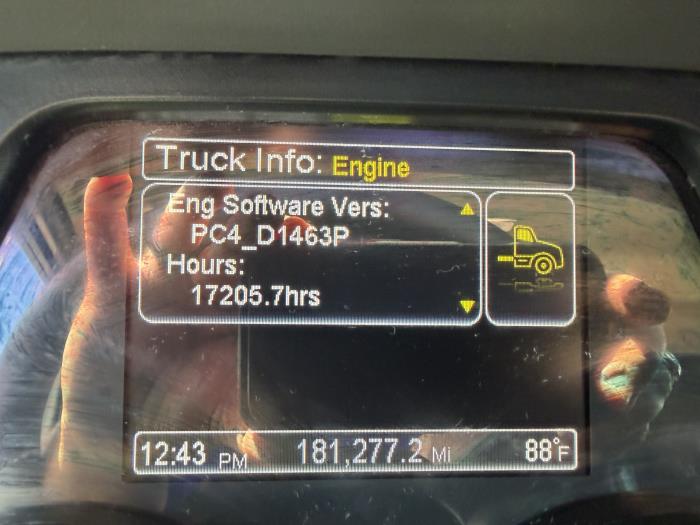 Truck Info: Engine
Eng Software Vers:
PC4_D1463P
Hours:
17205.7hrs
12:43 PM 181,277.2 Mi 88°F